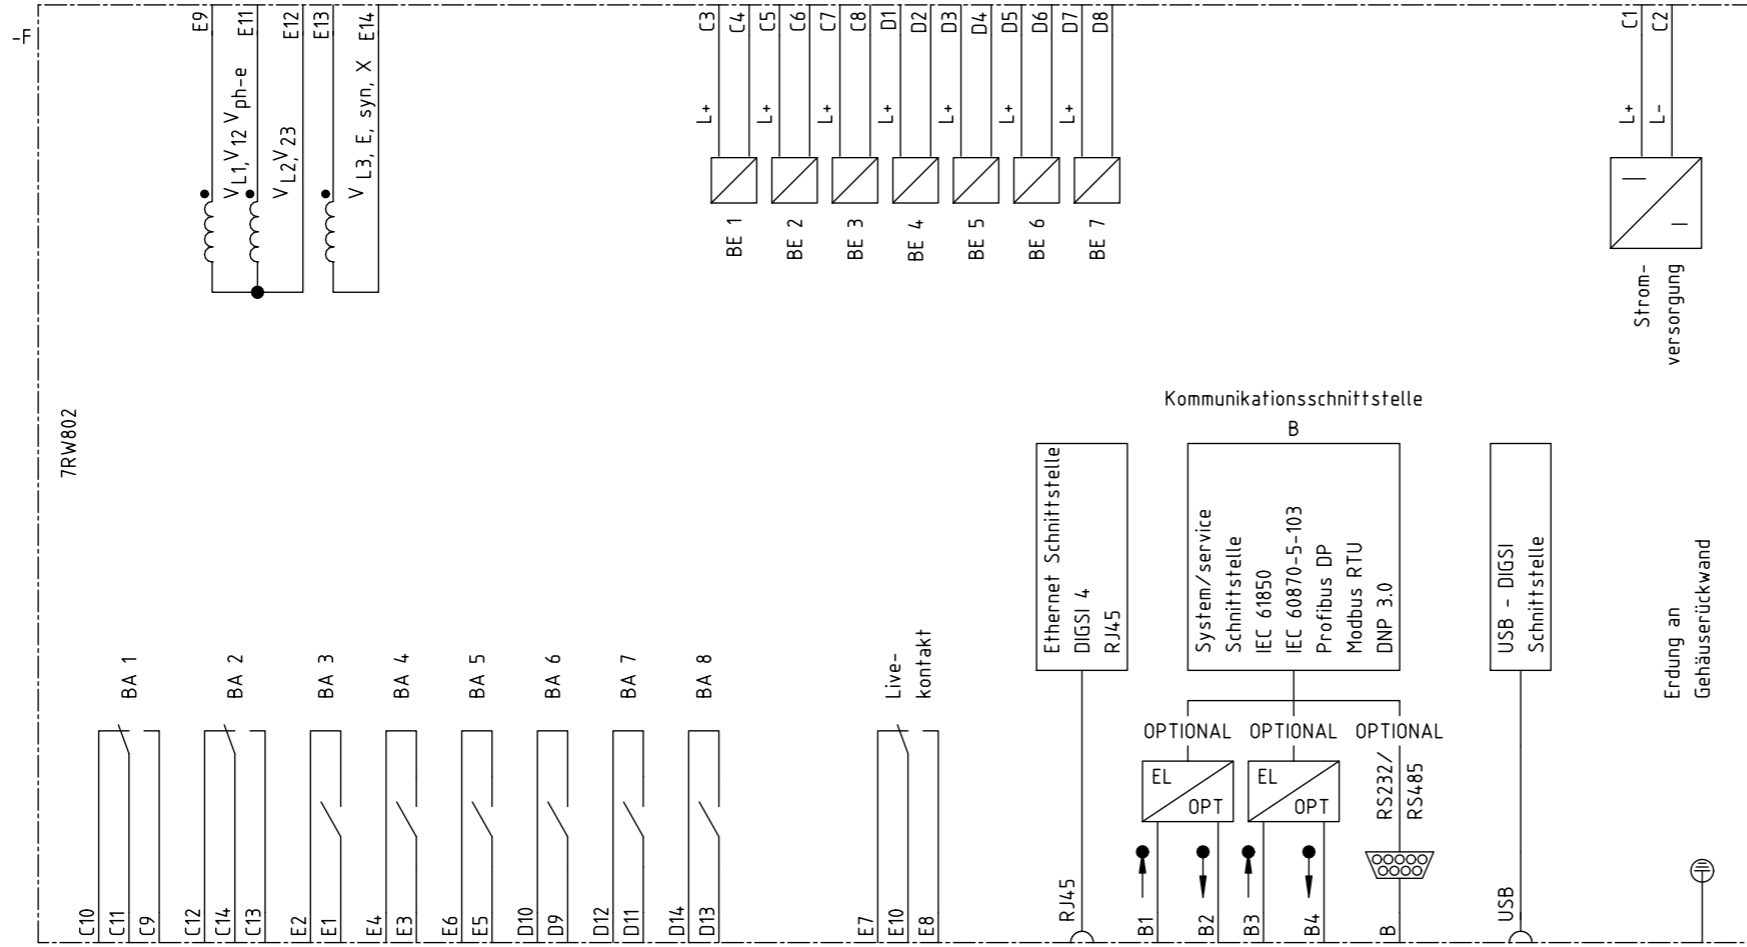 -F
E9
E11
E12
E13
E14
C3
C4
C5
C6
C7
C8
D1
D2
D3
D4
D5
D6
D7
D8
C1
C2
VL1,V12 Vph-e
VL2,V23
VL3, E, syn, X
L+
L+
L+
L+
L+
L+
L+
L+
L-
BE 1
BE 2
BE 3
BE 4
BE 5
BE 6
BE 7
Strom-
versorgung
7RW802
Kommunikationsschnittstelle
B
Ethernet Schnittstelle
DIGSI 4
RJ45
System/service
Schnittstelle
IEC 61850
IEC 60870-5-103
Profibus DP
Modbus RTU
DNP 3.0
USB - DIGSI
Schnittstelle
Erdung an
Gehäuserückwand
BA 1
BA 2
BA 3
BA 4
BA 5
BA 6
BA 7
BA 8
Live-
kontakt
OPTIONAL
OPTIONAL
OPTIONAL
EL
OPT
EL
OPT
RS232/
RS485
C10
C11
C9
C12
C14
C13
E2
E1
E4
E3
E6
E5
D10
D9
D12
D11
D14
D13
E7
E10
E8
RJ45
B1
B2
B3
B4
B
USB